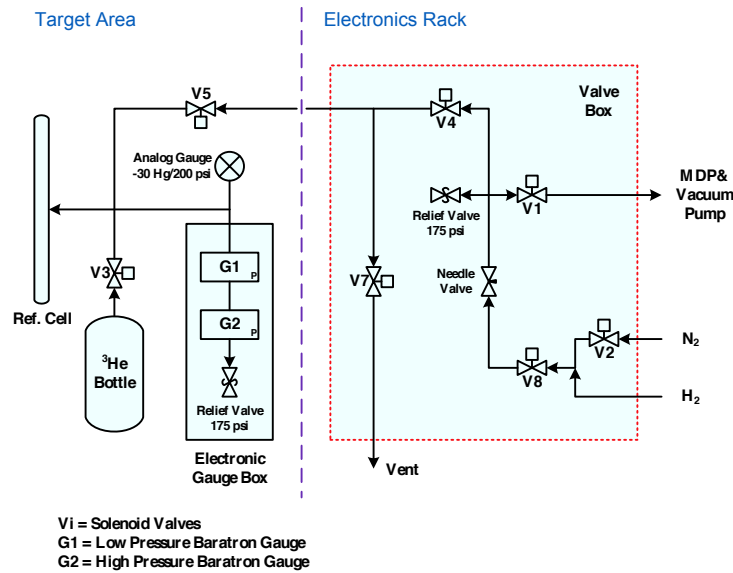 Target Area
Electronics Rack
V5
V4
Valve
Box
Analog Gauge
-30 Hg/200 psi
MDP&
Vacuum
Pump
Relief Valve
175 psi
V1
V3
G1
P
V7
Needle
Valve
Ref. Cell
G2
P
N2
V2
3He
Bottle
V8
H2
Relief Valve
175 psi
Electronic
Gauge Box
Vent
Vi = Solenoid Valves
G1 = Low Pressure Baratron Gauge
G2 = High Pressure Baratron Gauge